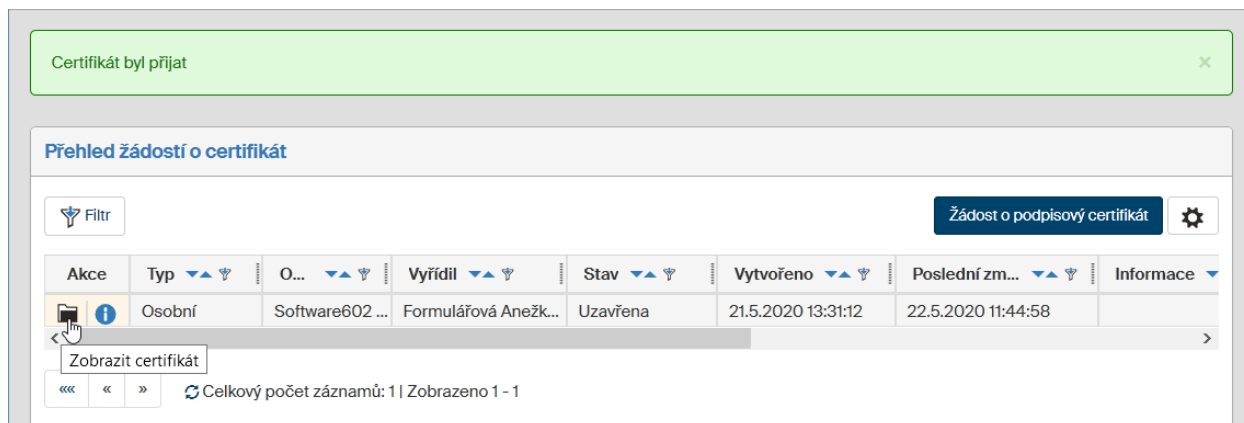 Certifikát byl přijat ×
Přehled žádostí o certifikát
Filtr Žádost o podpisový certifikát
Akce Typ O... Vyřídil Stav Vytvořeno Poslední zm... Informace
Osobní Software602 ... Formulářová Anežk... Uzavřena 21.5.2020 13:31:12 22.5.2020 11:44:58
Zobrazit certifikát
«« « » Celkový počet záznamů: 1 | Zobrazeno 1 - 1